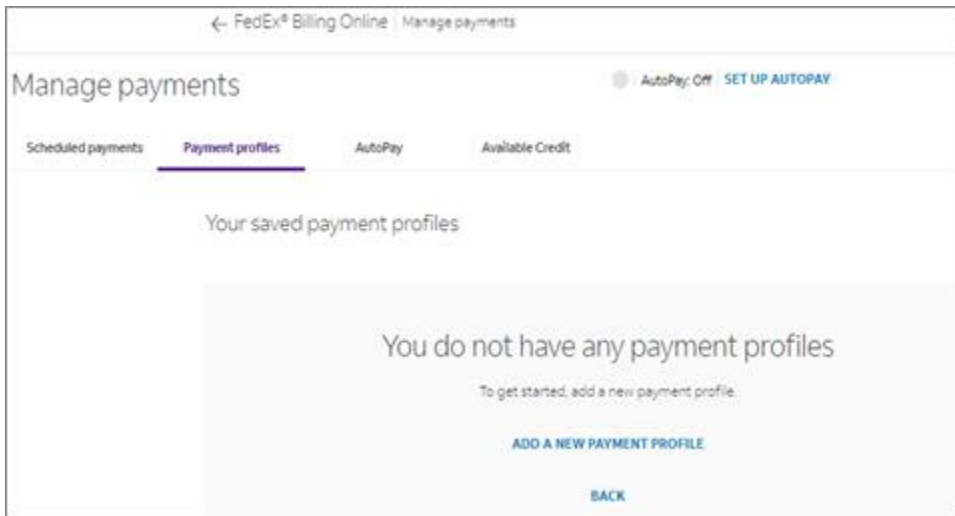 ← FedEx® Billing Online | Manage payments
Manage payments
AutoPay: Off SET UP AUTOPAY
Scheduled payments Payment profiles AutoPay Available Credit
Your saved payment profiles
You do not have any payment profiles
To get started, add a new payment profile.
ADD A NEW PAYMENT PROFILE
BACK